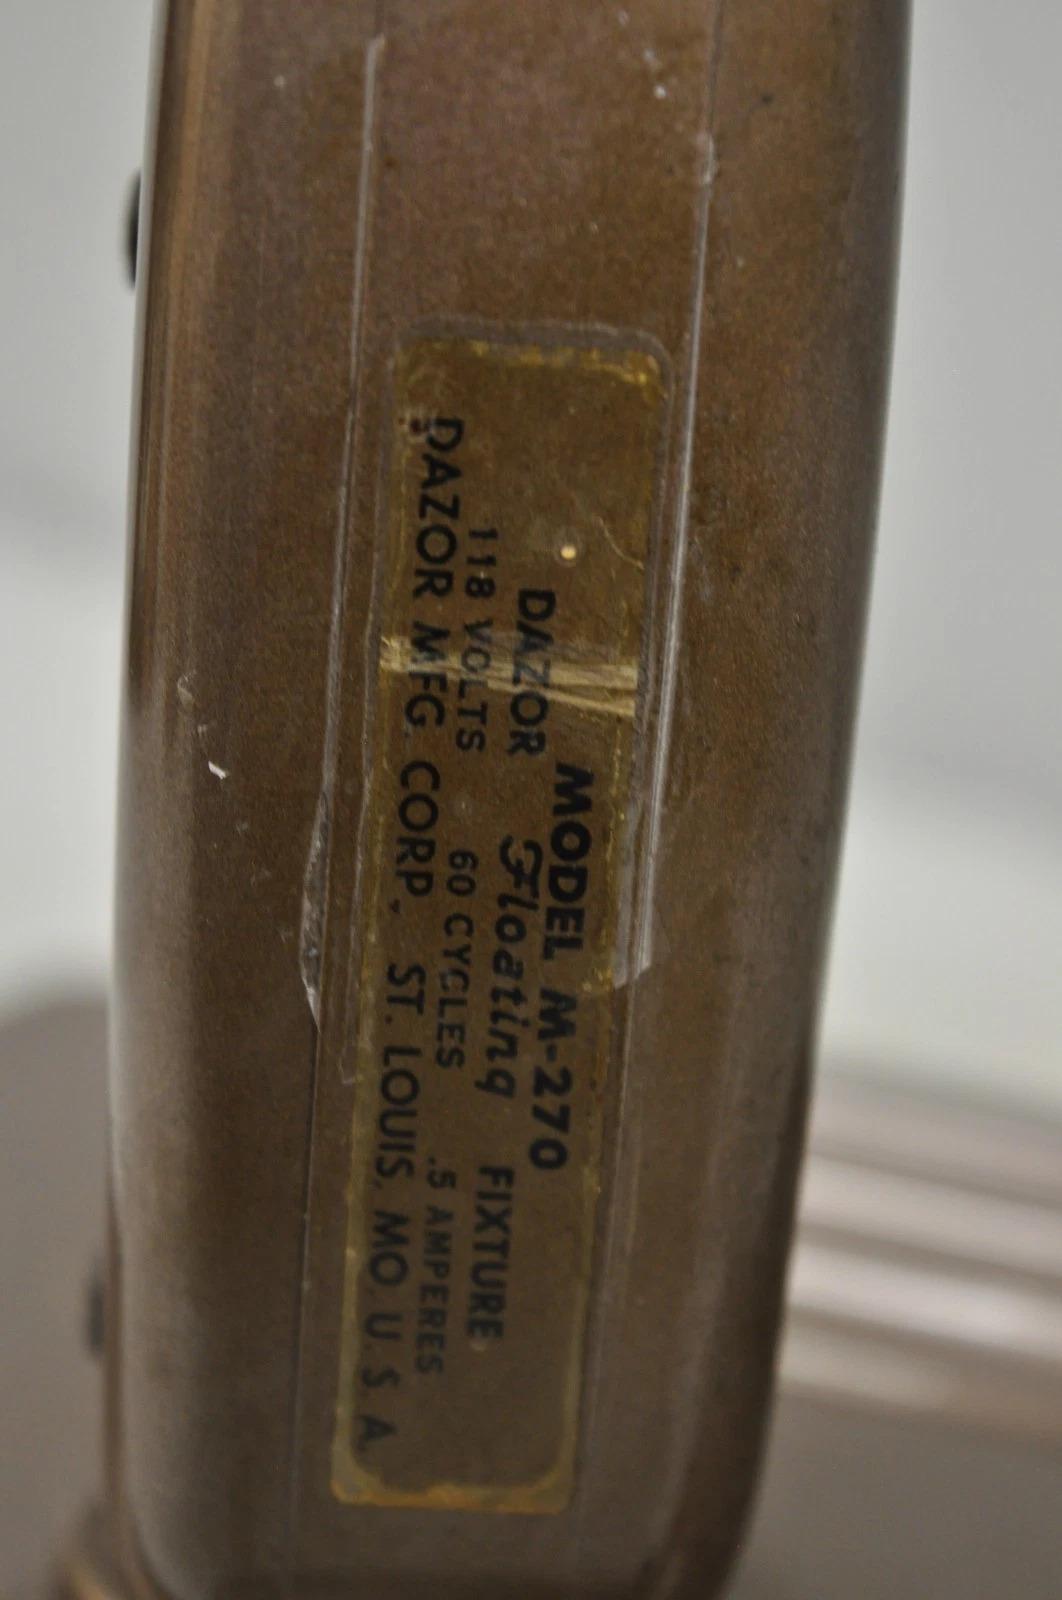 MODEL M-270
DAZOR Floating FIXTURE
118 VOLTS 60 CYCLES .5 AMPERES
DAZOR MFG. CORP. ST. LOUIS, MO. U. S. A.